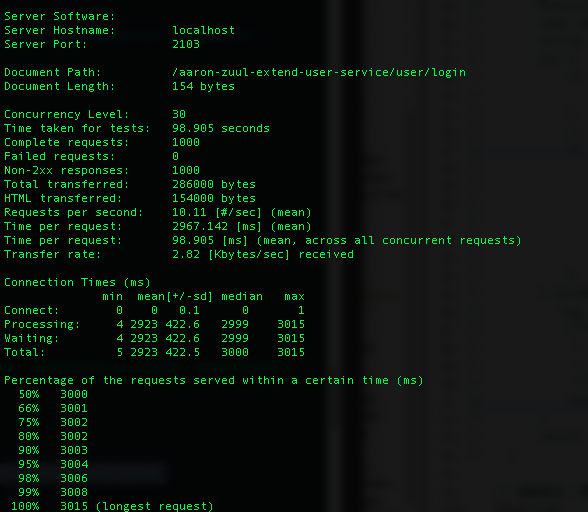 Server Software:
Server Hostname: localhost
Server Port: 2103
Document Path: /aaron-zuul-extend-user-service/user/login
Document Length: 154 bytes
Concurrency Level: 30
Time taken for tests: 98.905 seconds
Complete requests: 1000
Failed requests: 0
Non-2xx responses: 1000
Total transferred: 286000 bytes
HTML transferred: 154000 bytes
Requests per second: 10.11 [#/sec] (mean)
Time per request: 2967.142 [ms] (mean)
Time per request: 98.905 [ms] (mean, across all concurrent requests)
Transfer rate: 2.82 [Kbytes/sec] received
Connection Times (ms)
min mean[+/-sd] median max
Connect: 0 0 0.1 0 1
Processing: 4 2923 422.6 2999 3015
Waiting: 4 2923 422.6 2999 3015
Total: 5 2923 422.5 3000 3015
Percentage of the requests served within a certain time (ms)
50% 3000
66% 3001
75% 3002
80% 3002
90% 3003
95% 3004
98% 3006
99% 3008
100% 3015 (longest request)